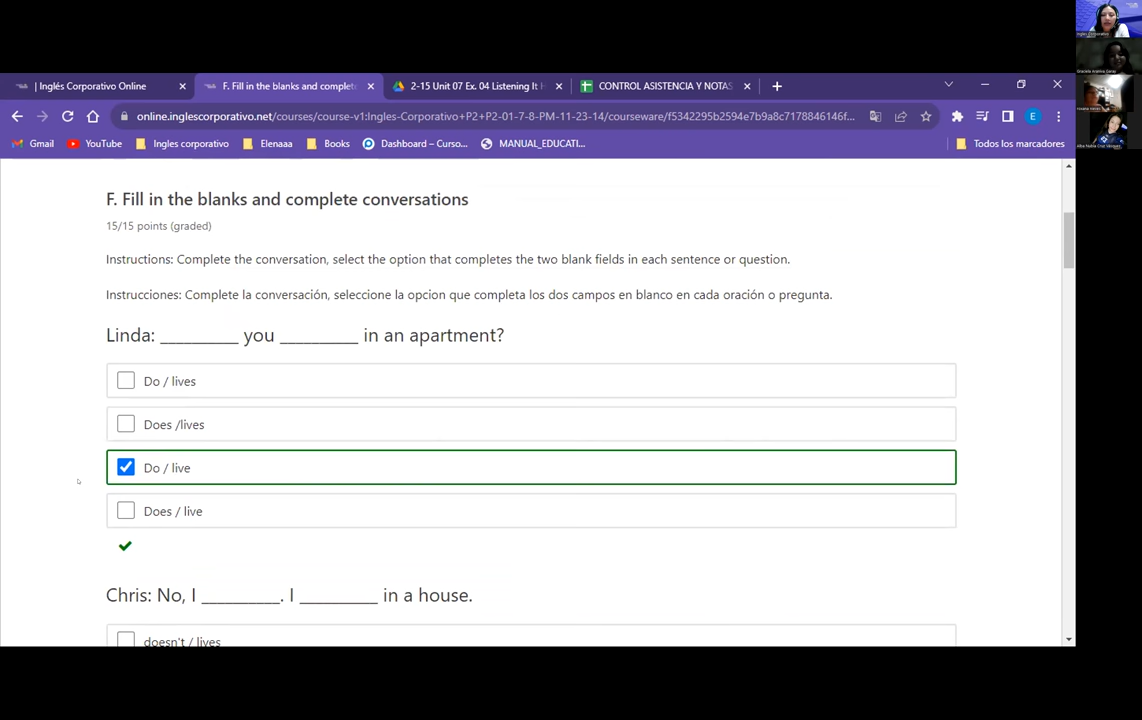 | Inglés Corporativo Online
F. Fill in the blanks and complete
2-15 Unit 07 Ex. 04 Listening It
CONTROL ASISTENCIA Y NOTAS
online.inglescorporativo.net/courses/course-v1:Ingles-Corporativo+P2+P2-01-7-8-PM-11-23-14/courseware/f5342295b2594e7b9a8c7178846146f...
E
Gmail
YouTube
Ingles corporativo
Elenaaa
Books
Dashboard – Curso...
MANUAL_EDUCATI...
Todos los marcadores
F. Fill in the blanks and complete conversations
15/15 points (graded)
Instructions: Complete the conversation, select the option that completes the two blank fields in each sentence or question.
Instrucciones: Complete la conversación, seleccione la opcion que completa los dos campos en blanco en cada oración o pregunta.
Linda: __________ you __________ in an apartment?
Do / lives
Does /lives
Do / live
Does / live
Chris: No, I __________. I __________ in a house.
doesn't / lives